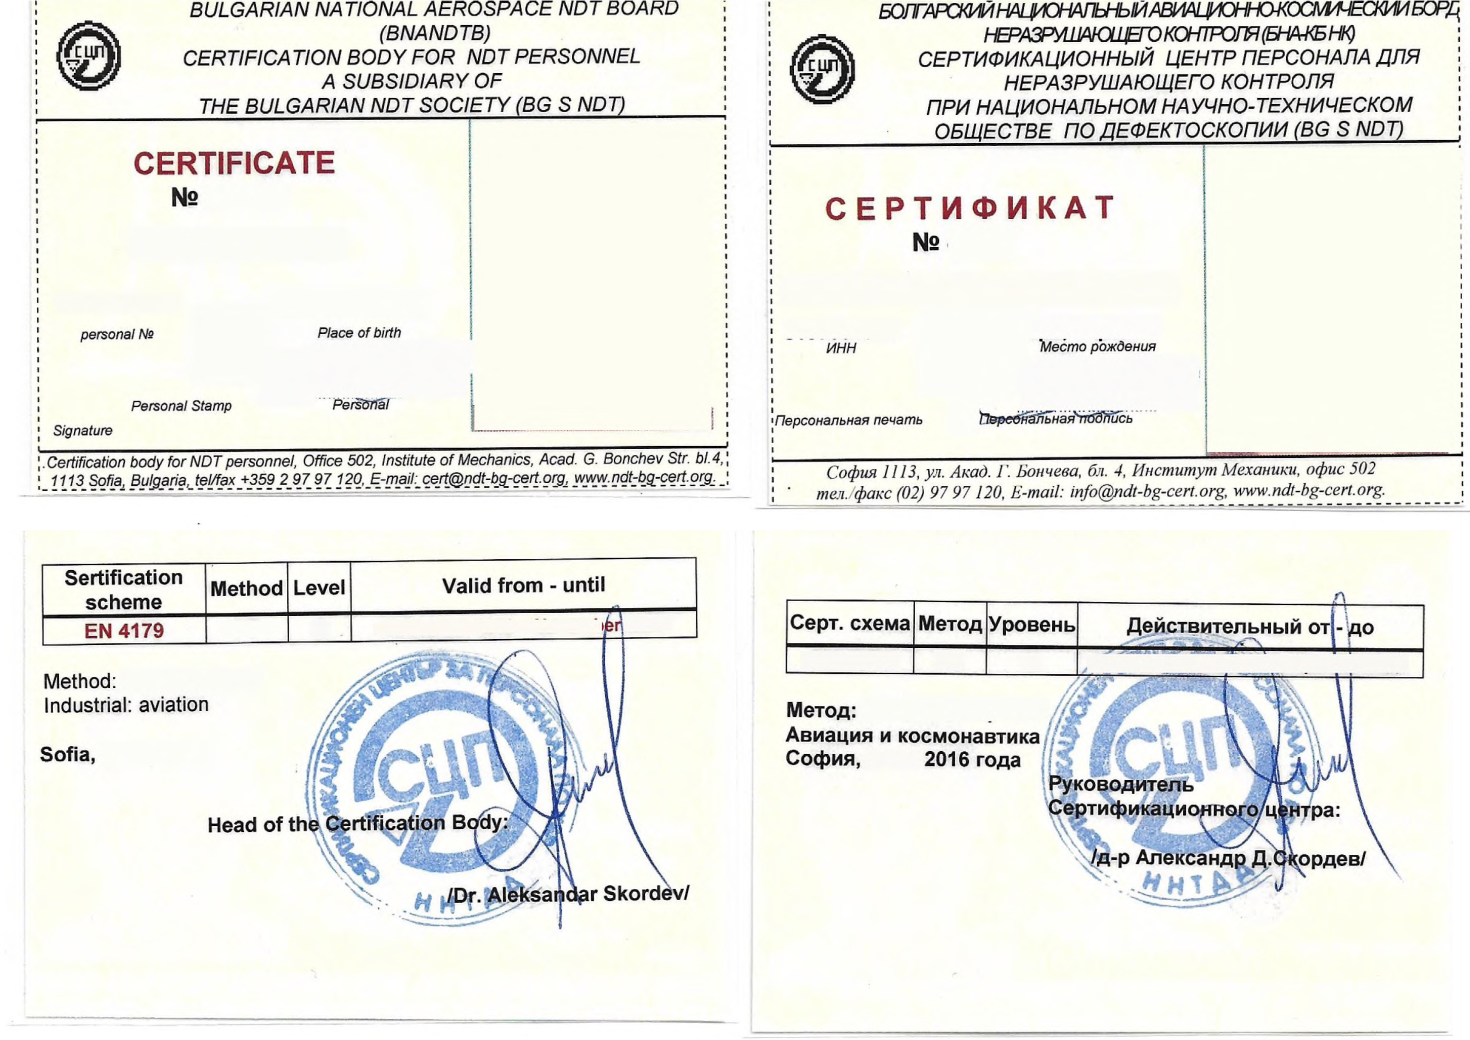 BULGARIAN NATIONAL AEROSPACE NDT BOARD
(BNANDTB)
CERTIFICATION BODY FOR NDT PERSONNEL
A SUBSIDIARY OF
THE BULGARIAN NDT SOCIETY (BG S NDT)
СЦП
CERTIFICATE
№
personal №
Place of birth
Personal Stamp
Personal
Signature
Certification body for NDT personnel, Office 502, Institute of Mechanics, Acad. G. Bonchev Str. bl.4,
1113 Sofia, Bulgaria, tel/fax +359 2 97 97 120, E-mail: cert@ndt-bg-cert.org, www.ndt-bg-cert.org.
БОЛГАРСКИЙ НАЦИОНАЛЬНЫЙ АВИАЦИОННО-КОСМИЧЕСКИИ БОРД
НЕРАЗРУШАЮЩЕГО КОНТРОЛЯ (БНА-КБ НК)
СЕРТИФИКАЦИОННЫЙ ЦЕНТР ПЕРСОНАЛА ДЛЯ
НЕРАЗРУШАЮЩЕГО КОНТРОЛЯ
ПРИ НАЦИОНАЛЬНОМ НАУЧНО-ТЕХНИЧЕСКОМ
ОБЩЕСТВЕ ПО ДЕФЕКТОСКОПИИ (BG S NDT)
СЦП
СЕРТИФИКАТ
№
ИНН
Место рождения
Персональная печать
Персональная подпись
София 1113, ул. Акад. Г. Бончева, бл. 4, Институт Механики, офис 502
тел./факс (02) 97 97 120, E-mail: info@ndt-bg-cert.org, www.ndt-bg-cert.org.
Sertification scheme
Method
Level
Valid from - until
EN 4179
er
Method:
Industrial: aviation
Sofia,
Head of the Certification Body:
/Dr. Aleksandar Skordev/
СЕРТИФИКАЦИОНЕН ЦЕНТЪР ЗА ПЕРСОНАЛ
СЦП
ННТДД
Серт. схема
Метод
Уровень
Действительный от - до
Метод:
Авиация и космонавтика
София, 2016 года
Руководитель
Сертификационного центра:
/д-р Александр Д.Скордев/
СЦП
ННТДД